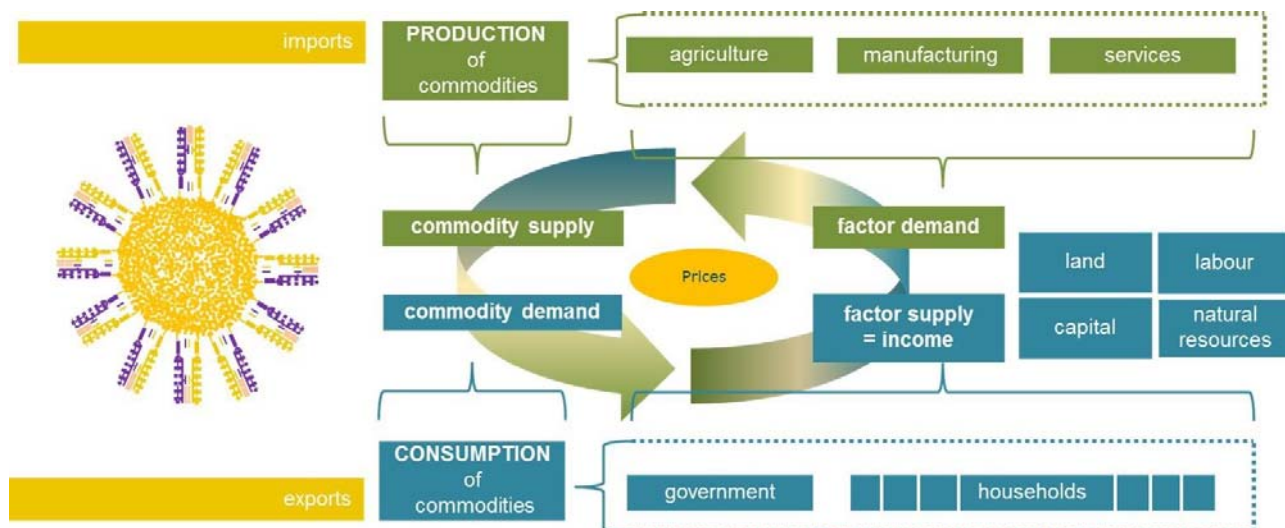 imports
PRODUCTION
of
commodities
agriculture
manufacturing
services
commodity supply
factor demand
Prices
land
labour
commodity demand
factor supply
= income
capital
natural
resources
CONSUMPTION
of
commodities
exports
government
households